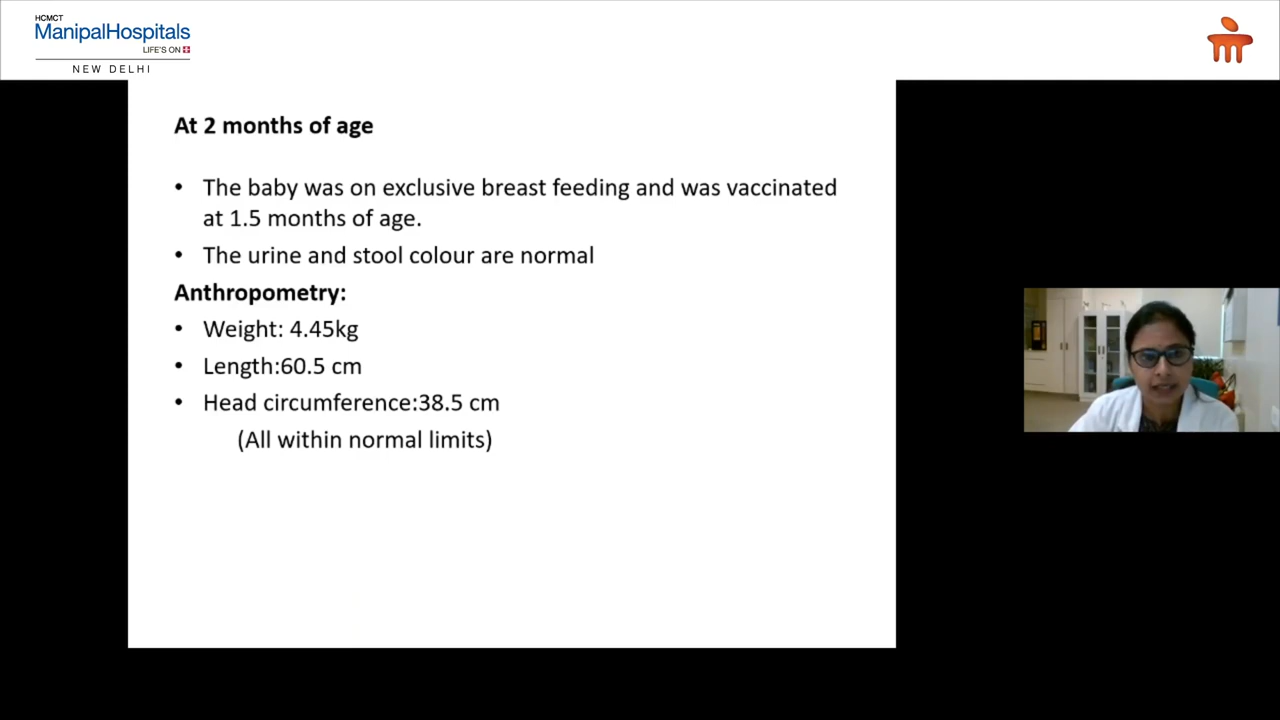 HCMCT
ManipalHospitals
LIFE'S ON
NEW DELHI
At 2 months of age
• The baby was on exclusive breast feeding and was vaccinated
at 1.5 months of age.
• The urine and stool colour are normal
Anthropometry:
• Weight: 4.45kg
• Length:60.5 cm
• Head circumference:38.5 cm
(All within normal limits)